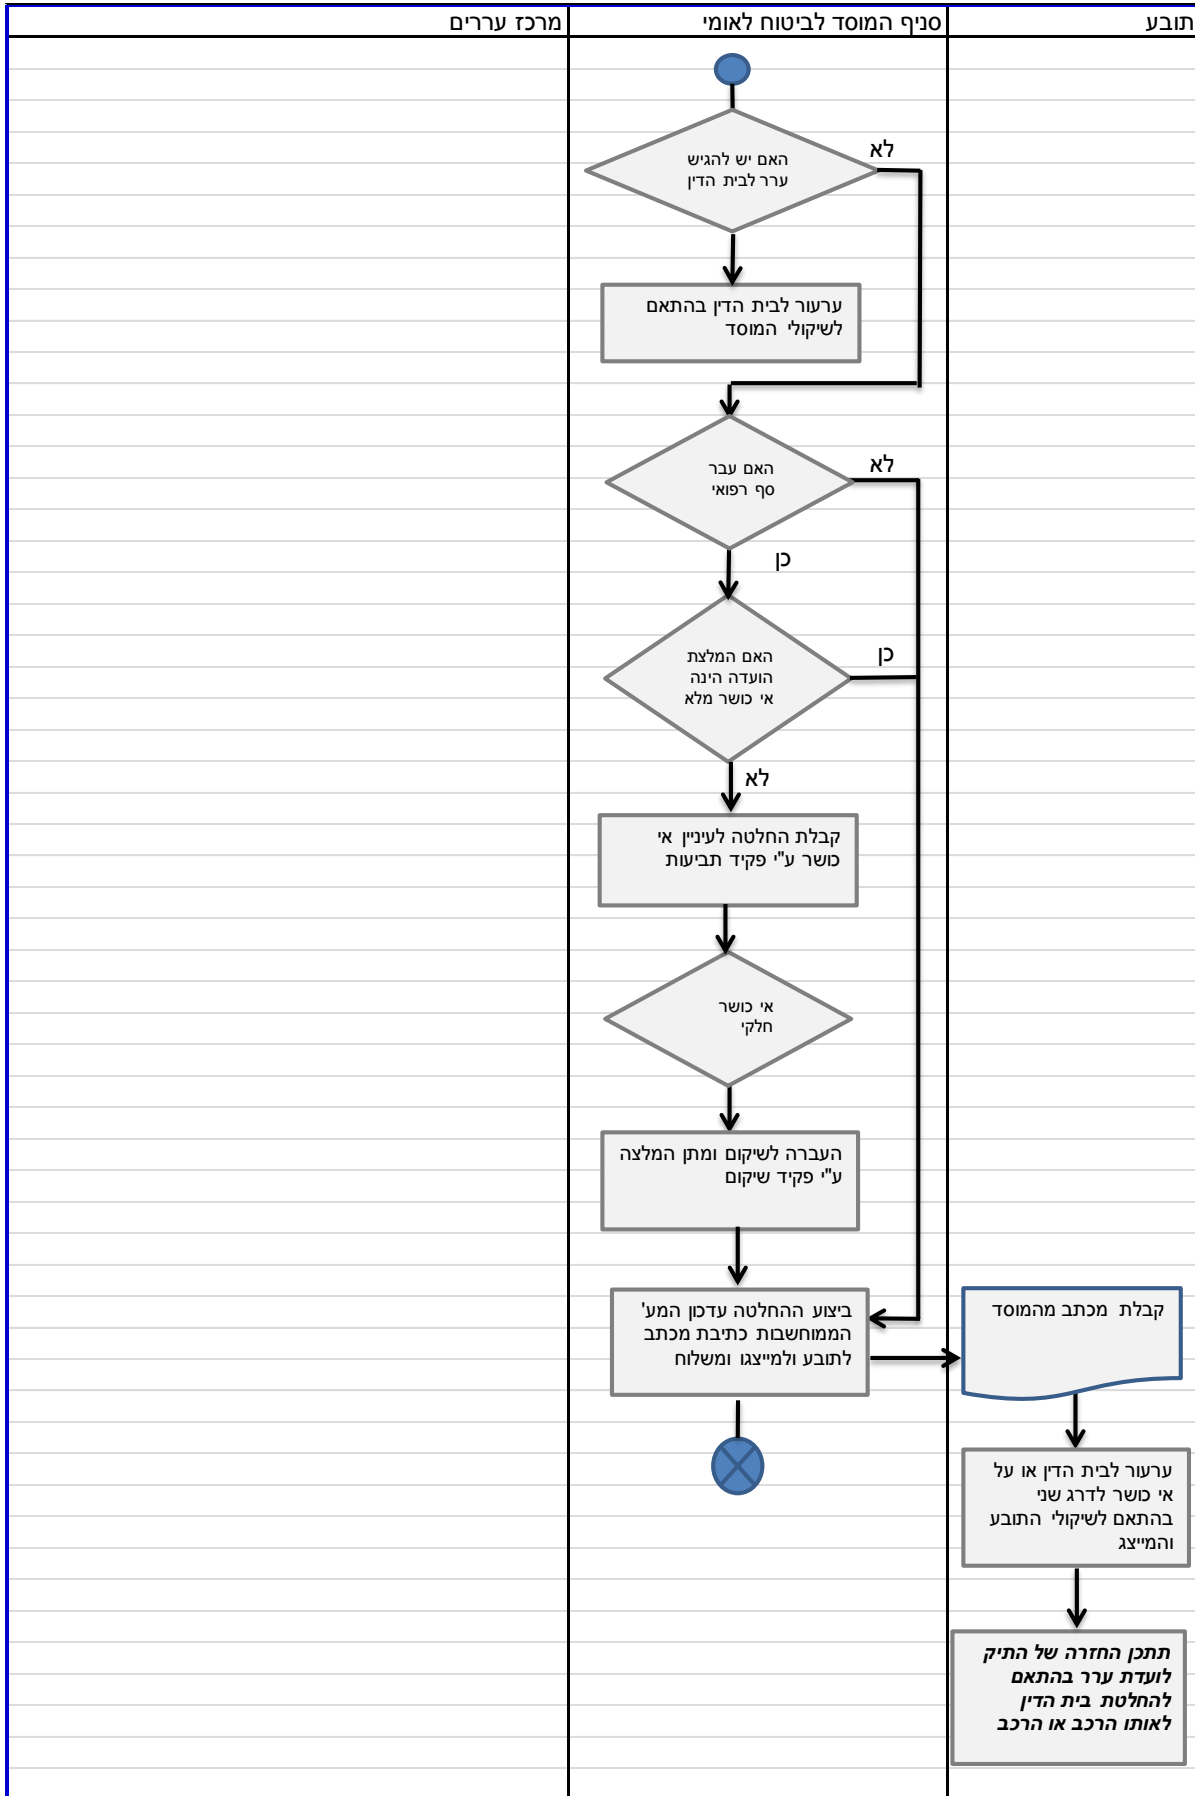 תובע
סניף המוסד לביטוח לאומי
מרכז עררים
האם יש להגיש
ערר לבית הדין
לא
ערעור לבית הדין בהתאם
לשיקולי המוסד
האם עבר
סף רפואי
לא
כן
האם המלצת
הועדה הינה
אי כושר מלא
כן
לא
קבלת החלטה לעיניין אי
כושר ע"י פקיד תביעות
אי כושר
חלקי
העברה לשיקום ומתן המלצה
ע"י פקיד שיקום
ביצוע ההחלטה עדכון המע'
הממוחשבות כתיבת מכתב
לתובע ולמייצגו ומשלוח
קבלת מכתב מהמוסד
ערעור לבית הדין או על
אי כושר לדרג שני
בהתאם לשיקולי התובע
והמייצג
תתכן החזרה של התיק
לועדת ערר בהתאם
להחלטת בית הדין
לאותו הרכב או הרכב